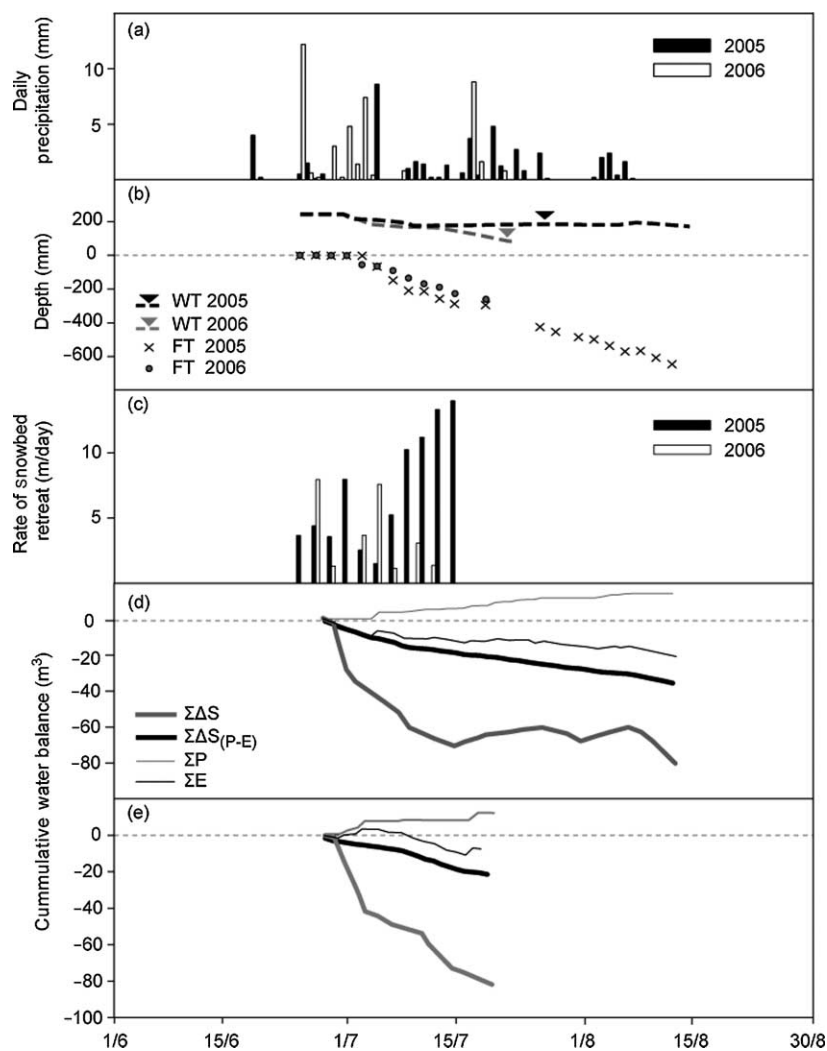 (a)
Daily
precipitation (mm)
10
5
2005
2006
(b)
Depth (mm)
200
0
−200
−400
−600
WT 2005
WT 2006
FT 2005
FT 2006
(c)
Rate of snowbed
retreat (m/day)
10
5
2005
2006
(d)
Cummulative water balance (m³)
0
−20
−40
−60
−80
ΣΔS
ΣΔS(P-E)
ΣP
ΣE
(e)
0
−20
−40
−60
−80
−100
1/6 15/6 1/7 15/7 1/8 15/8 30/8